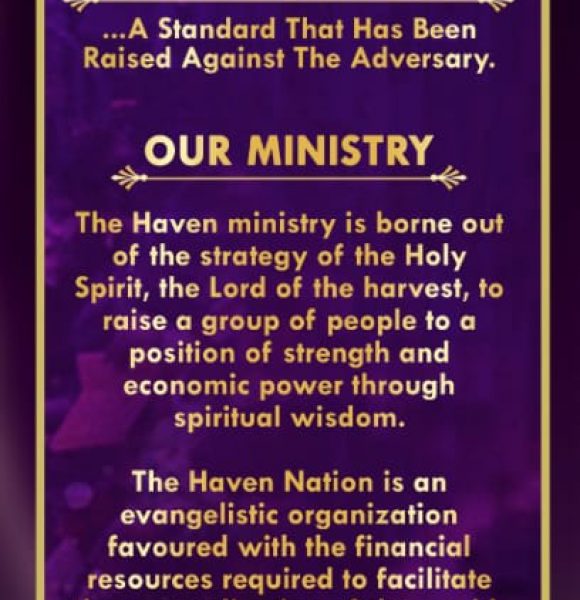 ...A Standard That Has Been
Raised Against The Adversary.
OUR MINISTRY
The Haven ministry is borne out
of the strategy of the Holy
Spirit, the Lord of the harvest, to
raise a group of people to a
position of strength and
economic power through
spiritual wisdom.
The Haven Nation is an
evangelistic organization
favoured with the financial
resources required to facilitate